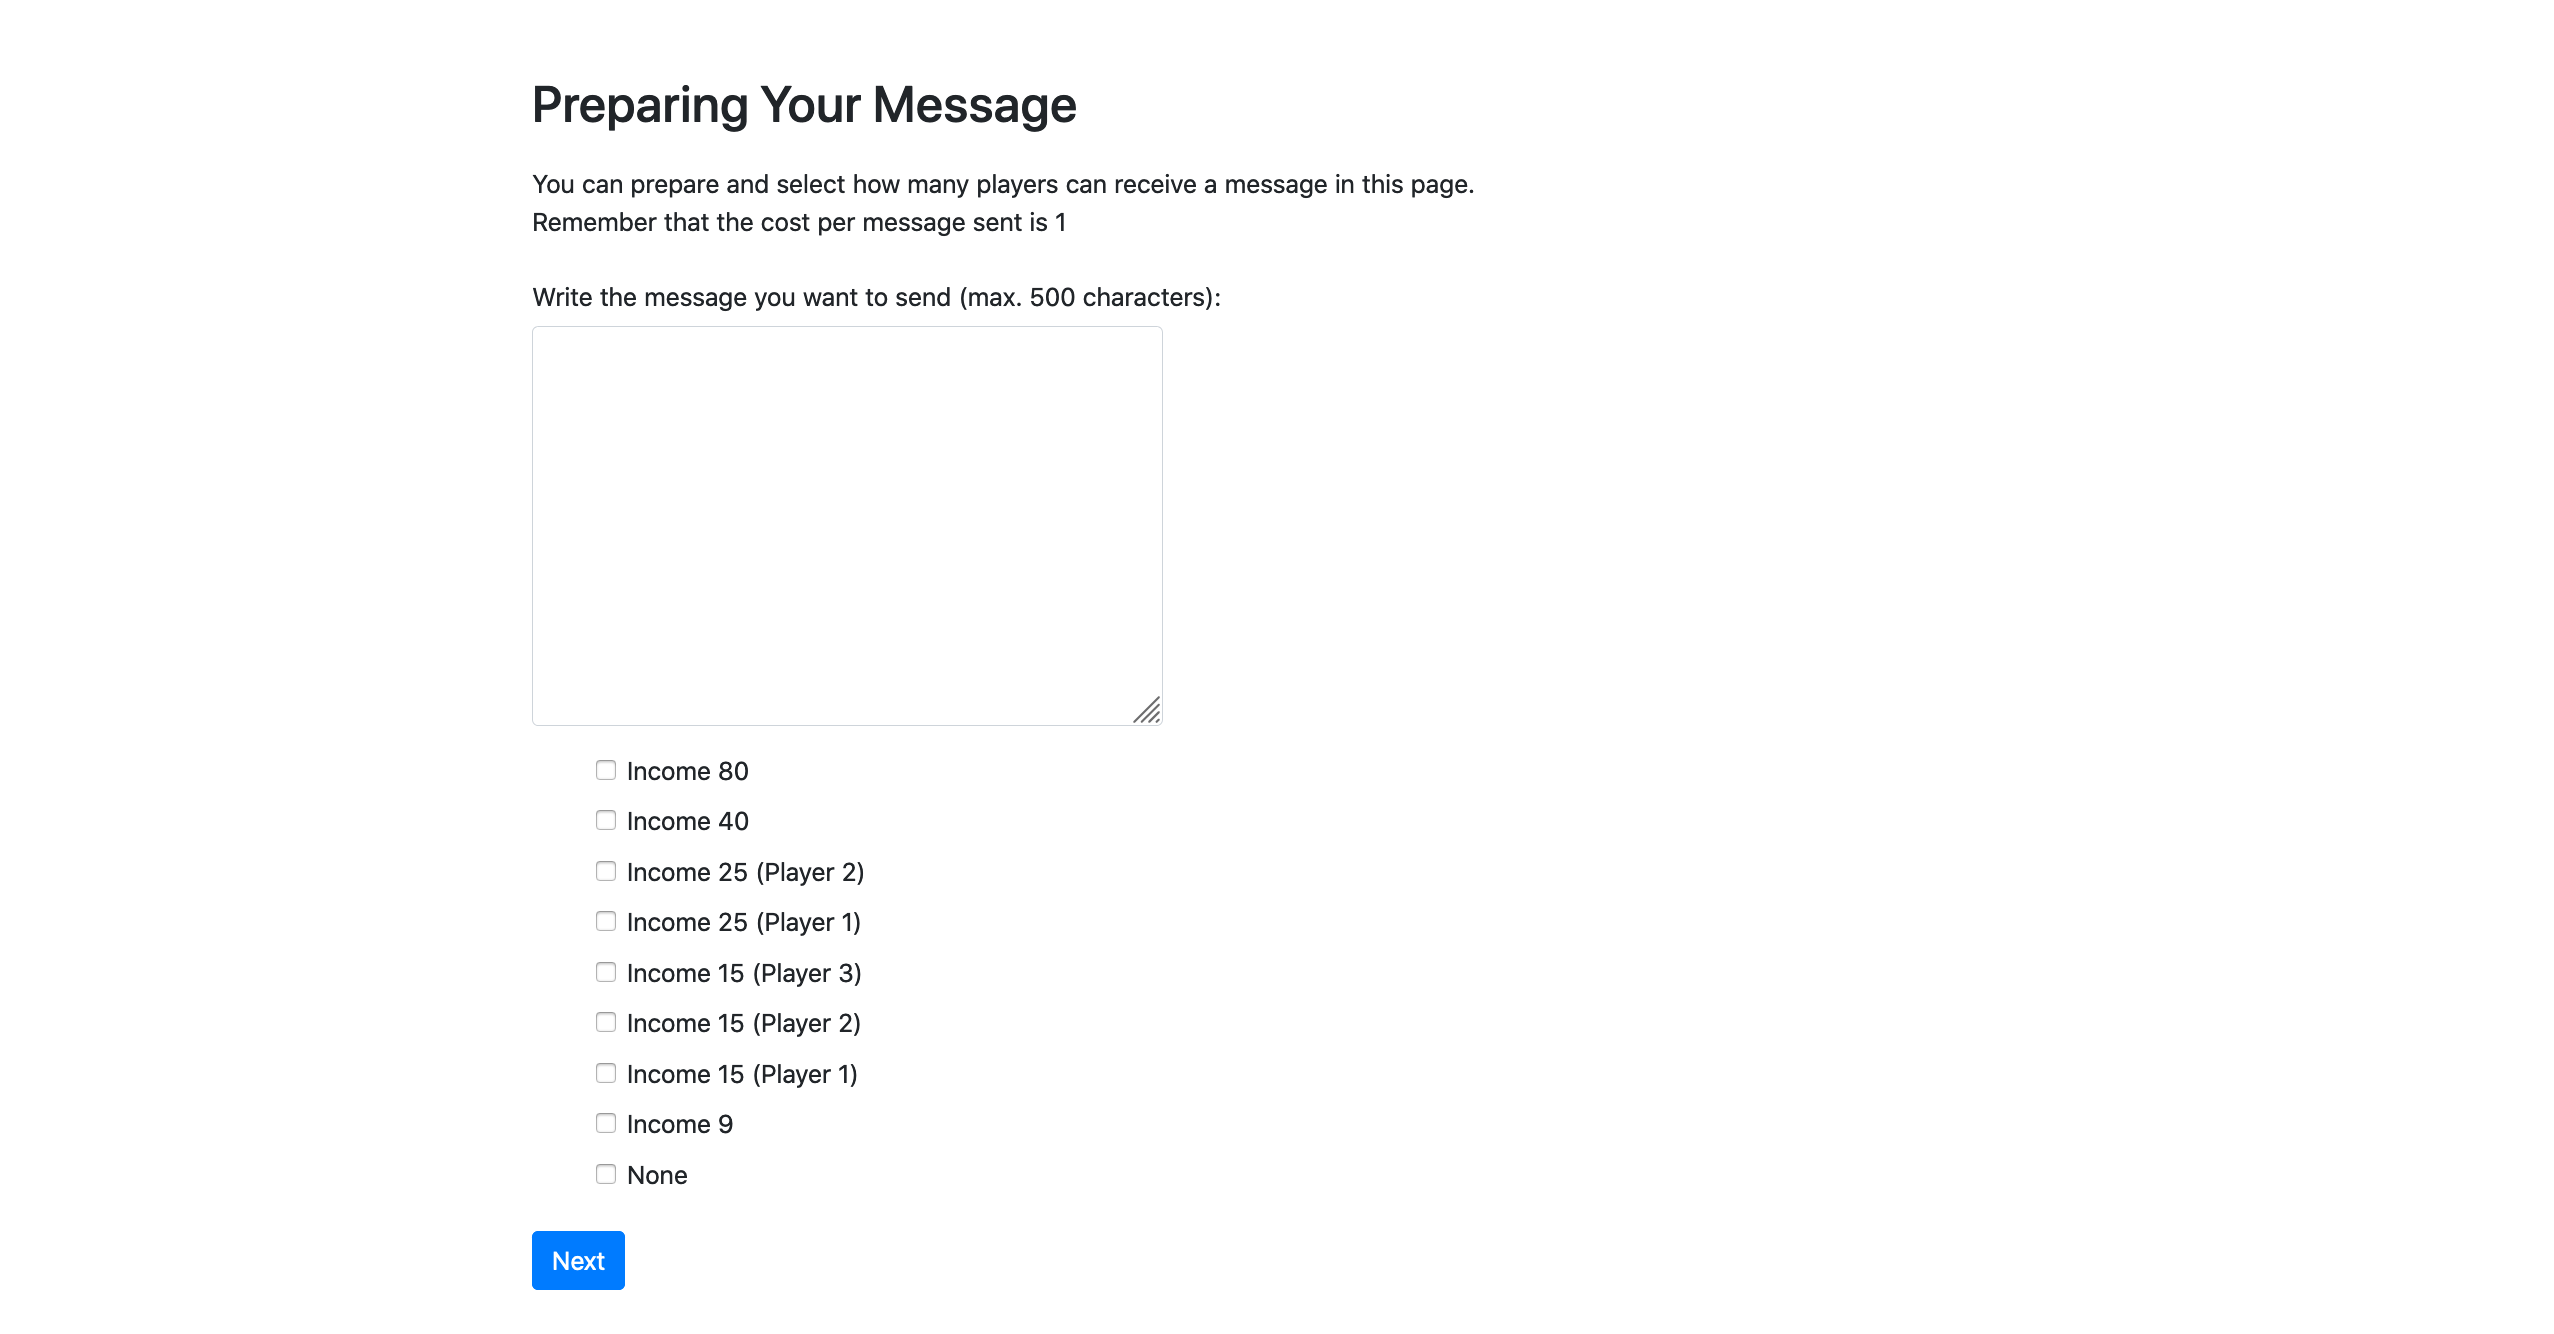 Preparing Your Message
You can prepare and select how many players can receive a message in this page.
Remember that the cost per message sent is 1
Write the message you want to send (max. 500 characters):
Income 80
Income 40
Income 25 (Player 2)
Income 25 (Player 1)
Income 15 (Player 3)
Income 15 (Player 2)
Income 15 (Player 1)
Income 9
None
Next